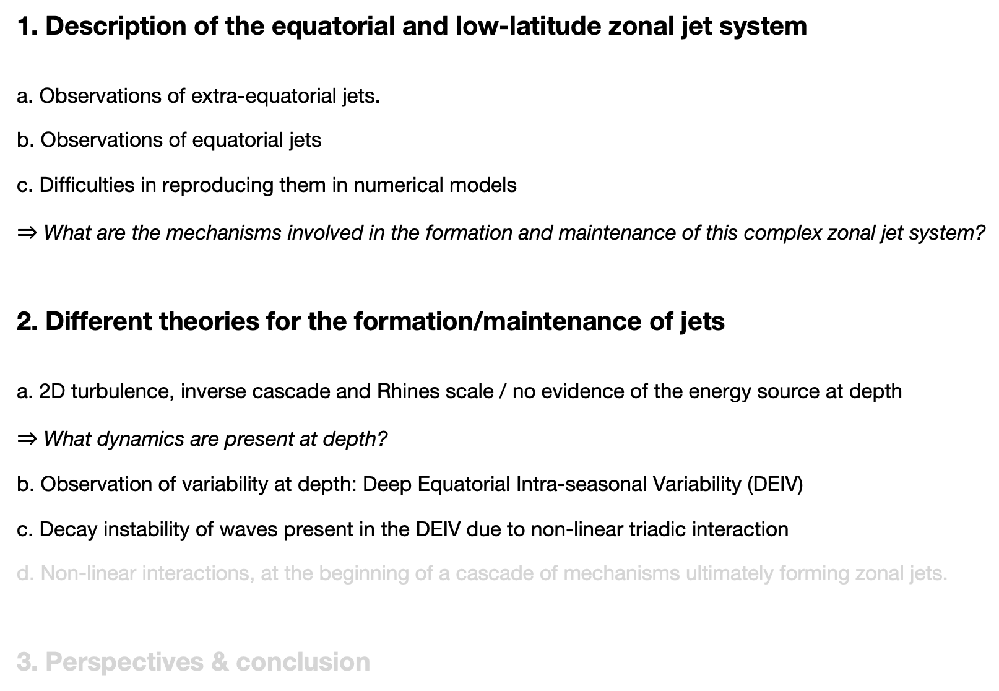 1. Description of the equatorial and low-latitude zonal jet system
a. Observations of extra-equatorial jets.
b. Observations of equatorial jets
c. Difficulties in reproducing them in numerical models
⇒ What are the mechanisms involved in the formation and maintenance of this complex zonal jet system?
2. Different theories for the formation/maintenance of jets
a. 2D turbulence, inverse cascade and Rhines scale / no evidence of the energy source at depth
⇒ What dynamics are present at depth?
b. Observation of variability at depth: Deep Equatorial Intra-seasonal Variability (DEIV)
c. Decay instability of waves present in the DEIV due to non-linear triadic interaction
d. Non-linear interactions, at the beginning of a cascade of mechanisms ultimately forming zonal jets.
3. Perspectives & conclusion